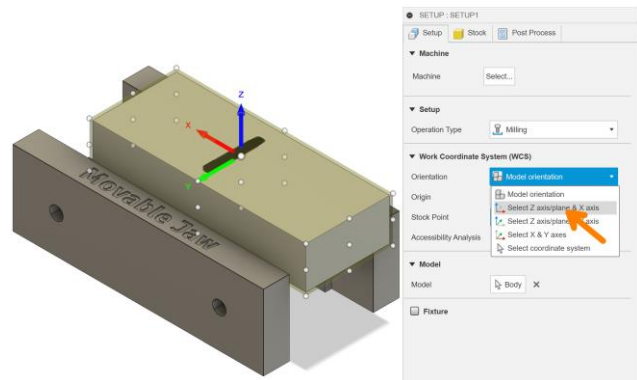 Z
X
Y
Movable Jaw
SETUP : SETUP1
Setup
Stock
Post Process
Machine
Machine
Select...
Setup
Operation Type
Milling
Work Coordinate System (WCS)
Orientation
Model orientation
Model orientation
Origin
Select Z axis/plane & X axis
Stock Point
Select Z axis/plane & axis
Accessibility Analysis
Select X & Y axes
Select coordinate system
Model
Model
Body
Fixture